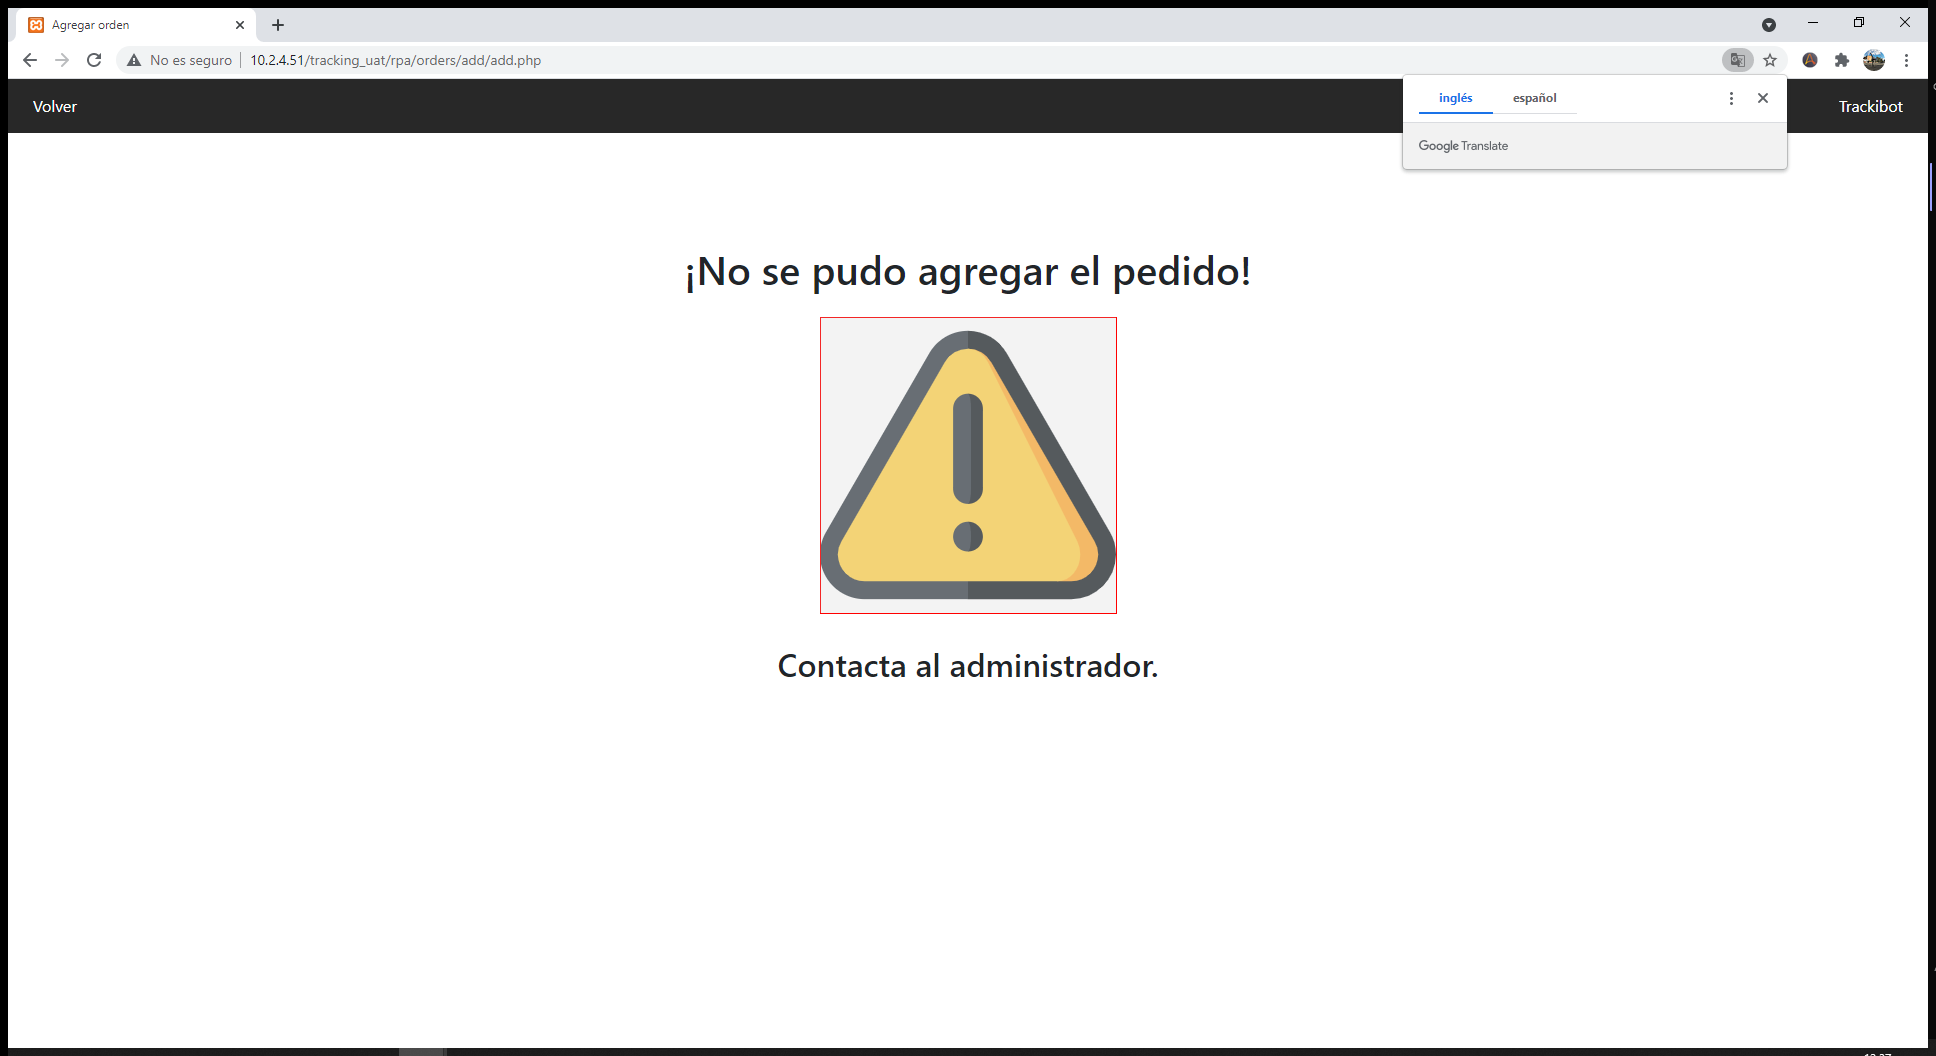 Agregar orden
No es seguro
10.2.4.51/tracking_uat/rpa/orders/add/add.php
inglés español
Google Translate
Volver
Trackibot
¡No se pudo agregar el pedido!
Contacta al administrador.